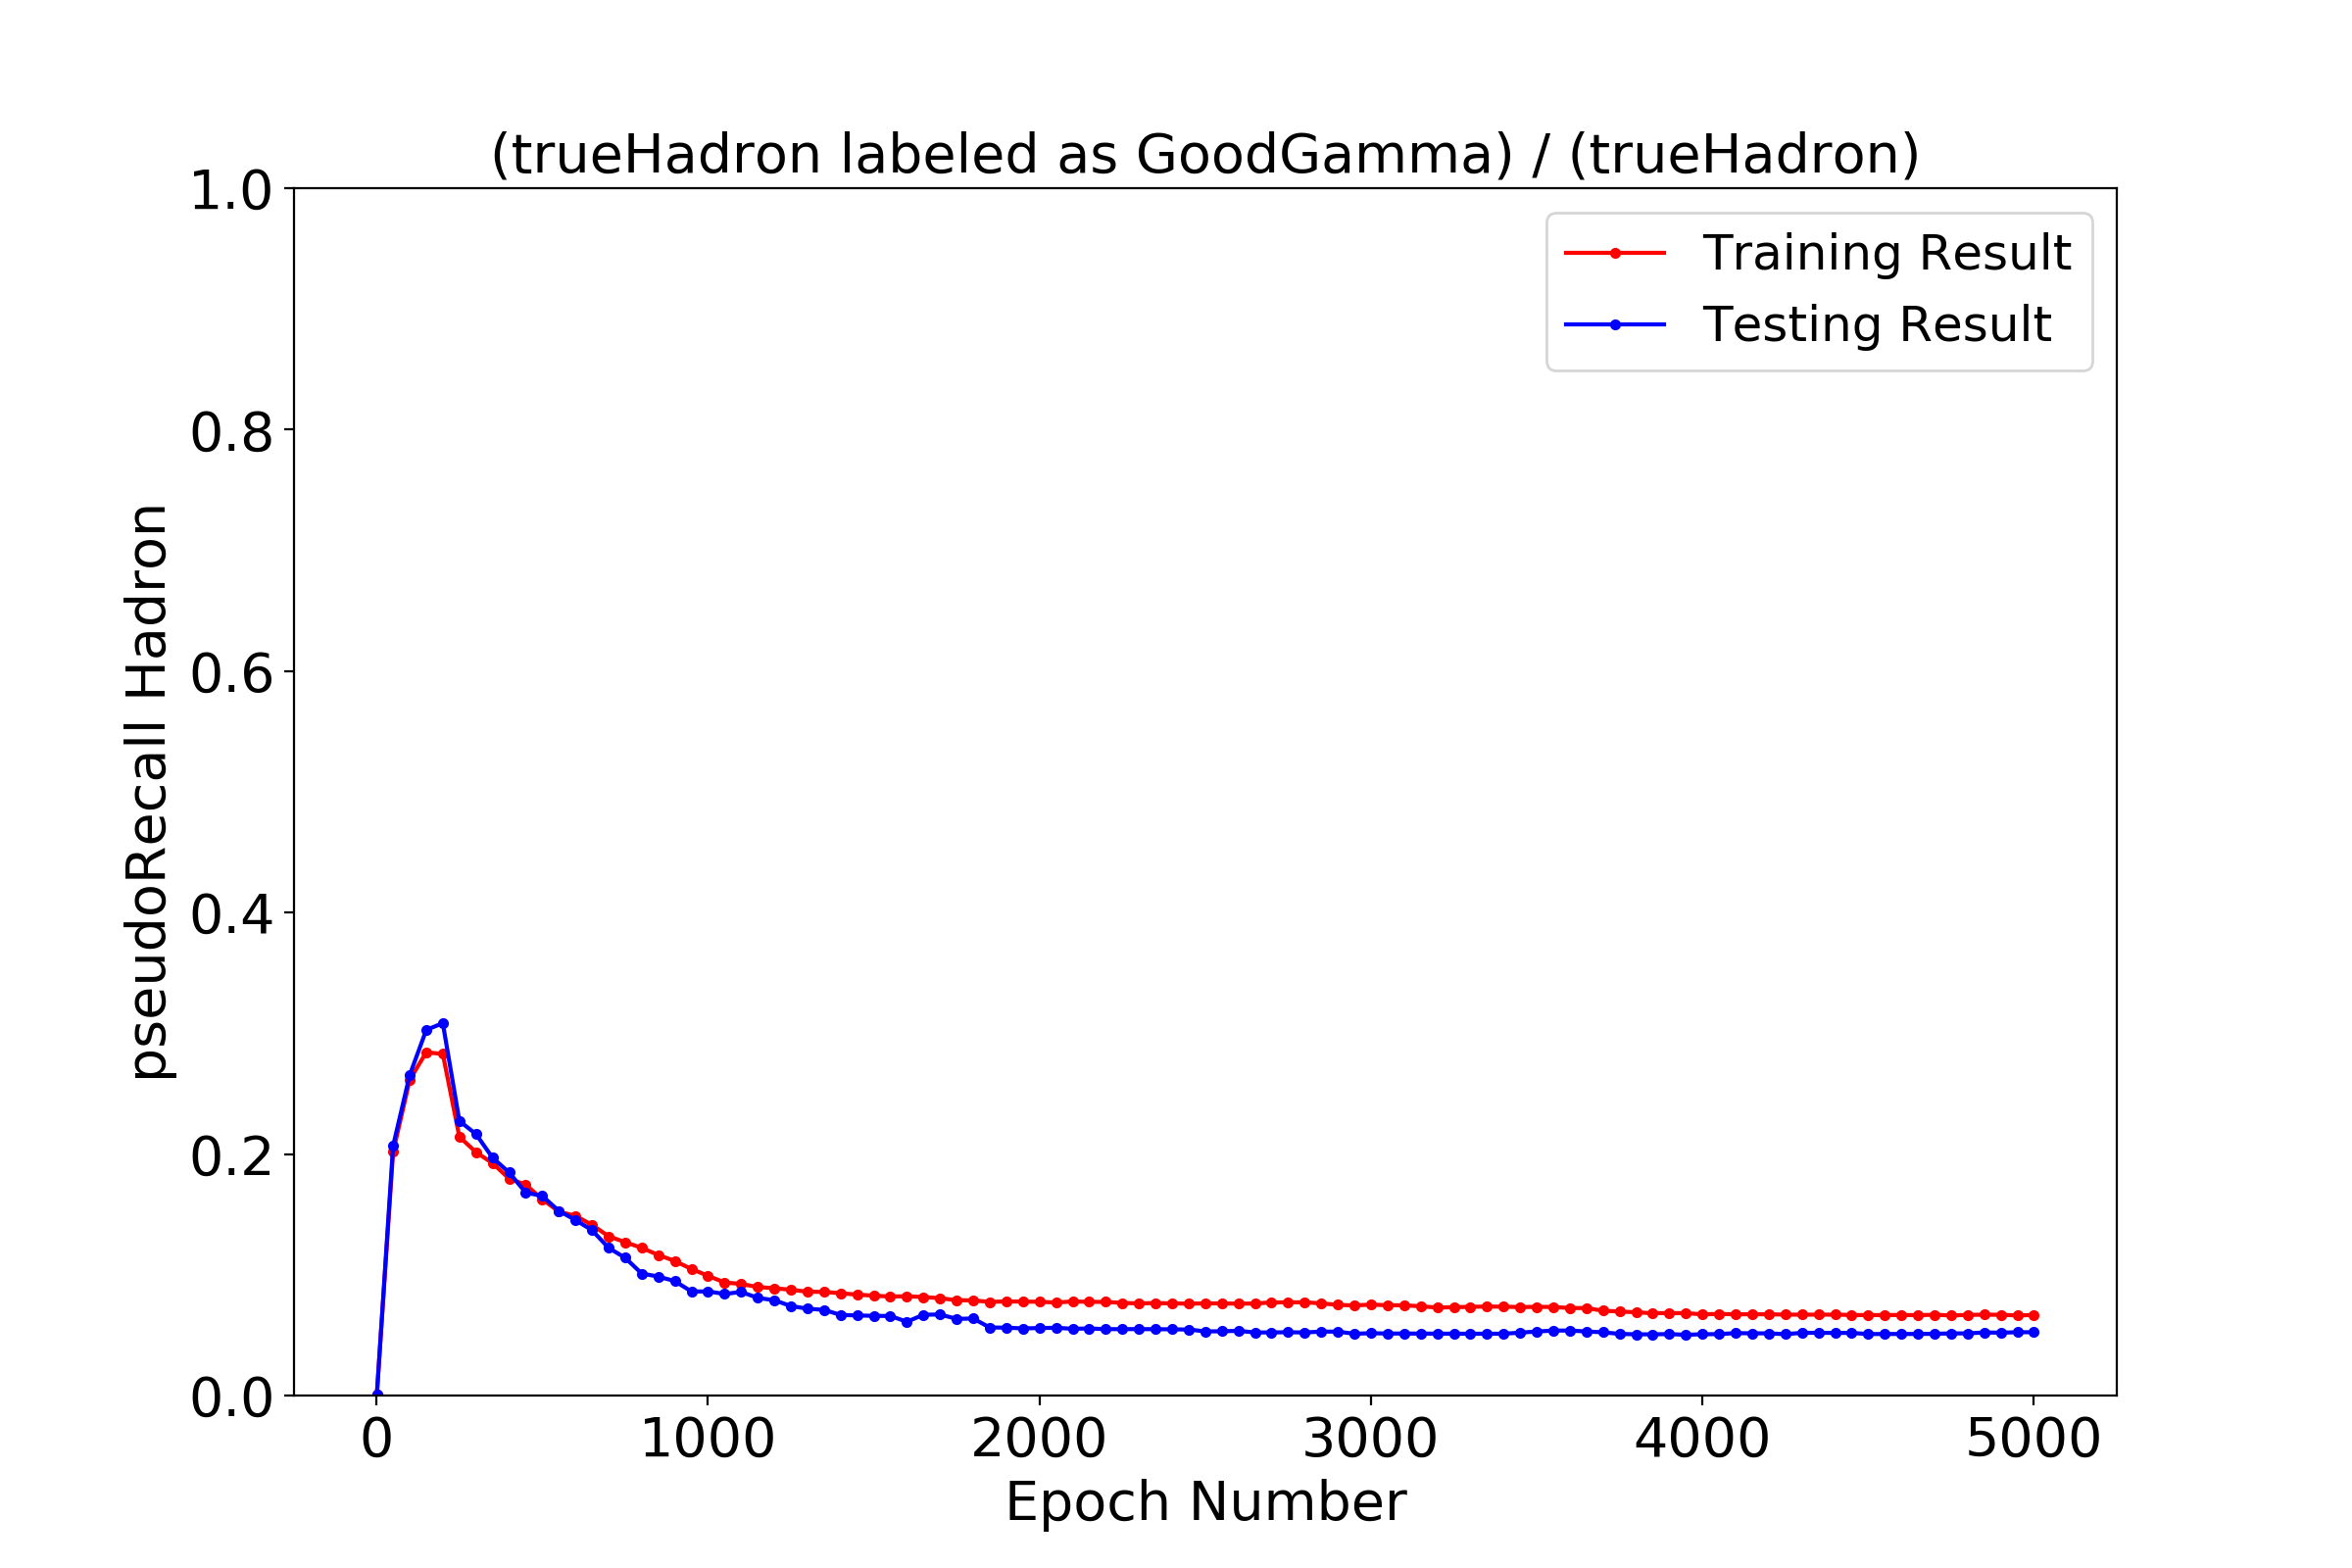 (trueHadron labeled as GoodGamma) / (trueHadron)
1.0
0.8
0.6
0.4
0.2
0.0
pseudoRecall Hadron
Training Result
Testing Result
0 1000 2000 3000 4000 5000
Epoch Number